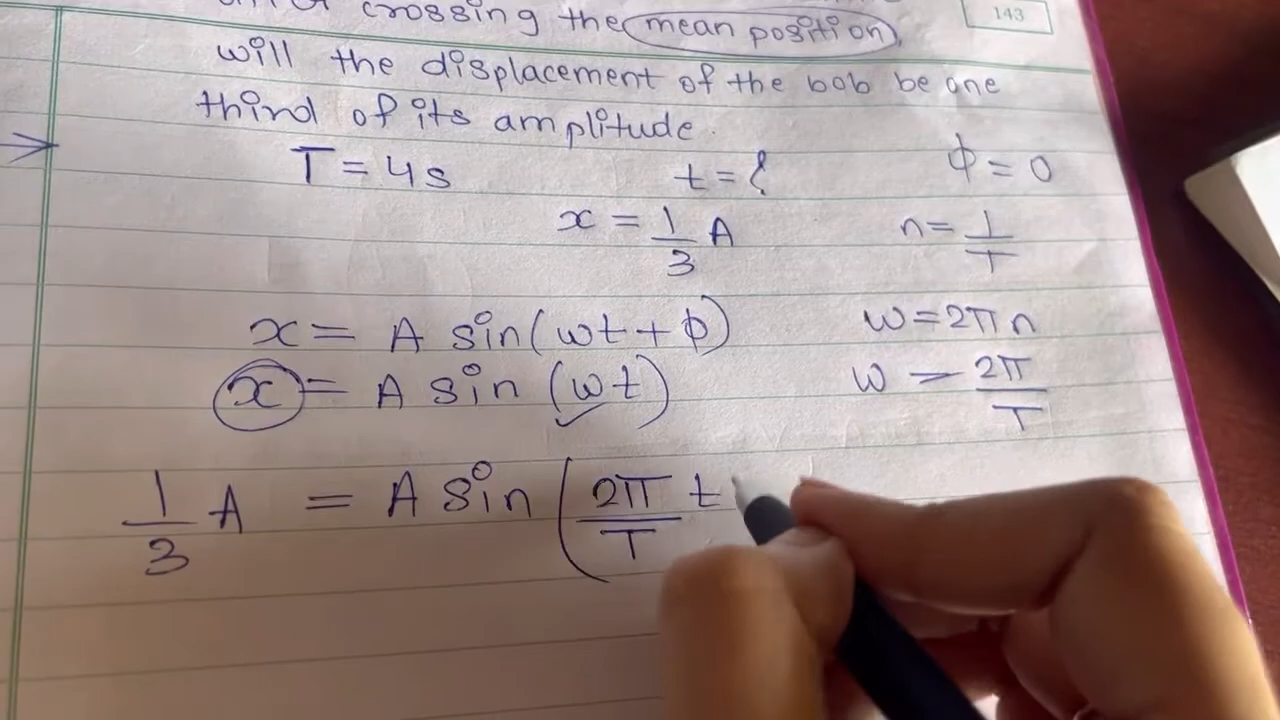 crossing the mean position,
143
will the displacement of the bob be one
third of its amplitude.
T = 4s t = ? ϕ = 0
x = 1/3 A n = 1/T
x = A sin(ωt + ϕ) ω = 2πn
x = A sin (ωt) ω = 2π/T
1/3 A = A sin (2π/T t